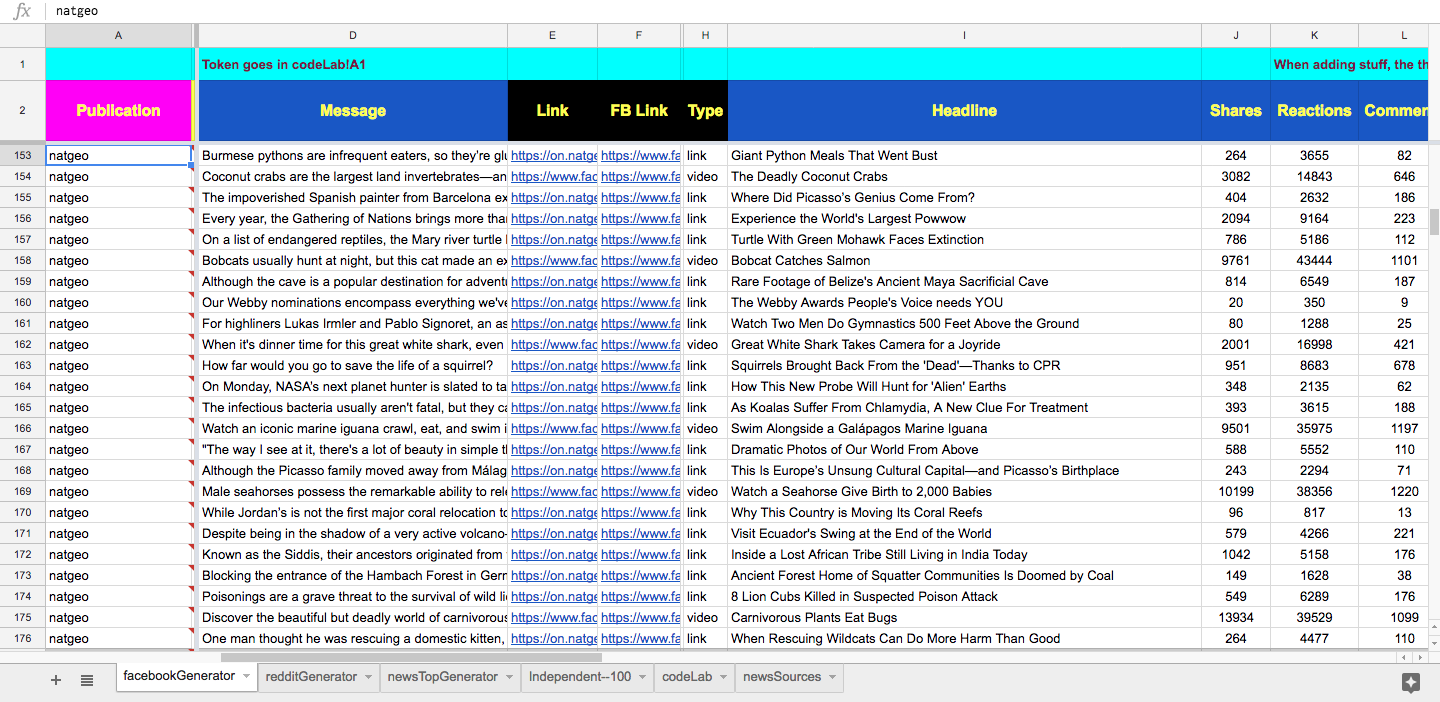 fx natgeo
A D E F H I J K L
1 Token goes in codeLab!A1 When adding stuff, the th
2 Publication Message Link FB Link Type Headline Shares Reactions Commen
153 natgeo Burmese pythons are infrequent eaters, so they're glu https://on.natge https://www.fa link Giant Python Meals That Went Bust 264 3655 82
154 natgeo Coconut crabs are the largest land invertebrates—an https://www.fac https://www.fa video The Deadly Coconut Crabs 3082 14843 646
155 natgeo The impoverished Spanish painter from Barcelona ex https://on.natge https://www.fa link Where Did Picasso's Genius Come From? 404 2632 186
156 natgeo Every year, the Gathering of Nations brings more than https://on.natge https://www.fa link Experience the World's Largest Powwow 2094 9164 223
157 natgeo On a list of endangered reptiles, the Mary river turtle https://on.natge https://www.fa link Turtle With Green Mohawk Faces Extinction 786 5186 112
158 natgeo Bobcats usually hunt at night, but this cat made an ex https://www.fac https://www.fa video Bobcat Catches Salmon 9761 43444 1101
159 natgeo Although the cave is a popular destination for adventu https://on.natge https://www.fa link Rare Footage of Belize's Ancient Maya Sacrificial Cave 814 6549 187
160 natgeo Our Webby nominations encompass everything we've https://on.natge https://www.fa link The Webby Awards People's Voice needs YOU 20 350 9
161 natgeo For highliners Lukas Irmler and Pablo Signoret, an as https://on.natge https://www.fa link Watch Two Men Do Gymnastics 500 Feet Above the Ground 80 1288 25
162 natgeo When it's dinner time for this great white shark, even https://www.fac https://www.fa video Great White Shark Takes Camera for a Joyride 2001 16998 421
163 natgeo How far would you go to save the life of a squirrel? https://on.natge https://www.fa link Squirrels Brought Back From the 'Dead'—Thanks to CPR 951 8683 678
164 natgeo On Monday, NASA's next planet hunter is slated to ta https://on.natge https://www.fa link How This New Probe Will Hunt for 'Alien' Earths 348 2135 62
165 natgeo The infectious bacteria usually aren't fatal, but they ca https://on.natge https://www.fa link As Koalas Suffer From Chlamydia, A New Clue For Treatment 393 3615 188
166 natgeo Watch an iconic marine iguana crawl, eat, and swim i https://www.fac https://www.fa video Swim Alongside a Galápagos Marine Iguana 9501 35975 1197
167 natgeo "The way I see at it, there's a lot of beauty in simple t https://on.natge https://www.fa link Dramatic Photos of Our World From Above 588 5552 110
168 natgeo Although the Picasso family moved away from Málag https://on.natge https://www.fa link This Is Europe's Unsung Cultural Capital—and Picasso's Birthplace 243 2294 71
169 natgeo Male seahorses possess the remarkable ability to rele https://www.fac https://www.fa video Watch a Seahorse Give Birth to 2,000 Babies 10199 38356 1220
170 natgeo While Jordan's is not the first major coral relocation to https://on.natge https://www.fa link Why This Country is Moving Its Coral Reefs 96 817 13
171 natgeo Despite being in the shadow of a very active volcano- https://on.natge https://www.fa link Visit Ecuador's Swing at the End of the World 579 4266 221
172 natgeo Known as the Siddis, their ancestors originated from https://on.natge https://www.fa link Inside a Lost African Tribe Still Living in India Today 1042 5158 176
173 natgeo Blocking the entrance of the Hambach Forest in Gerr https://on.natge https://www.fa link Ancient Forest Home of Squatter Communities Is Doomed by Coal 149 1628 38
174 natgeo Poisonings are a grave threat to the survival of wild li https://on.natge https://www.fa link 8 Lion Cubs Killed in Suspected Poison Attack 549 6289 176
175 natgeo Discover the beautiful but deadly world of carnivorous https://www.fac https://www.fa video Carnivorous Plants Eat Bugs 13934 39529 1099
176 natgeo One man thought he was rescuing a domestic kitten, https://on.natge https://www.fa link When Rescuing Wildcats Can Do More Harm Than Good 264 4477 110
facebookGenerator redditGenerator newsTopGenerator Independent--100 codeLab newsSources